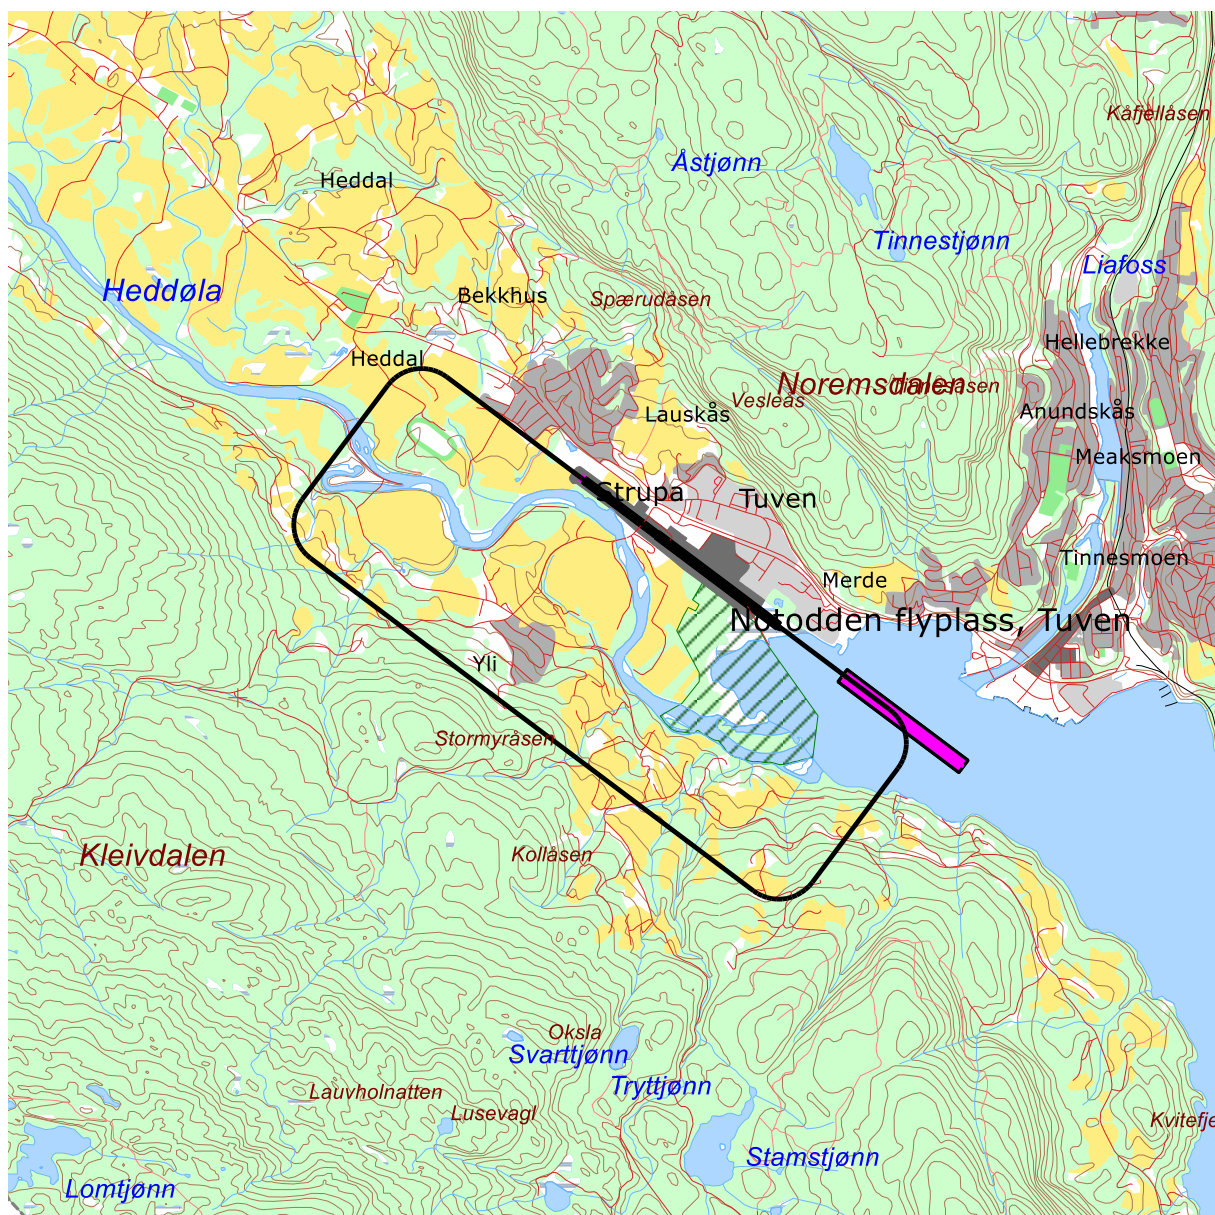 Kåfjellåsen
Åstjønn
Heddal
Tinnestjønn
Liafoss
Heddøla
Bekkhus
Spærudåsen
Hellebrekke
Heddal
Noremsdalen
Vesleås
Anundskås
Lauskås
Meaksmoen
Strupa
Tuven
Tinnesmoen
Merde
Notodden flyplass, Tuven
Yli
Stormyråsen
Kleivdalen
Kollåsen
Oksla
Svarttjønn
Tryttjønn
Lauvholnatten
Lusevagl
Kvitefje
Stamstjønn
Lomtjønn